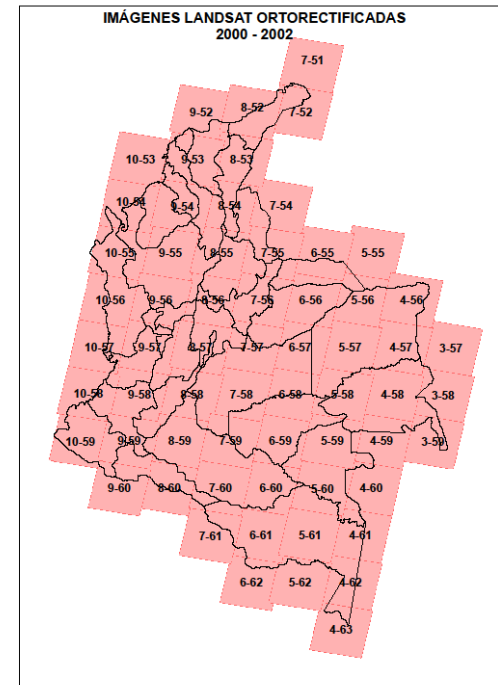 IMÁGENES LANDSAT ORTORECTIFICADAS
2000 - 2002
7-51
9-52 8-52 7-52
10-53 9-53 8-53
10-54 9-54 8-54 7-54
10-55 9-55 8-55 7-55 6-55 5-55
10-56 9-56 8-56 7-56 6-56 5-56 4-56
10-57 9-57 8-57 7-57 6-57 5-57 4-57 3-57
10-58 9-58 8-58 7-58 6-58 5-58 4-58 3-58
10-59 9-59 8-59 7-59 6-59 5-59 4-59 3-59
9-60 8-60 7-60 6-60 5-60 4-60
7-61 6-61 5-61 4-61
6-62 5-62 4-62
4-63